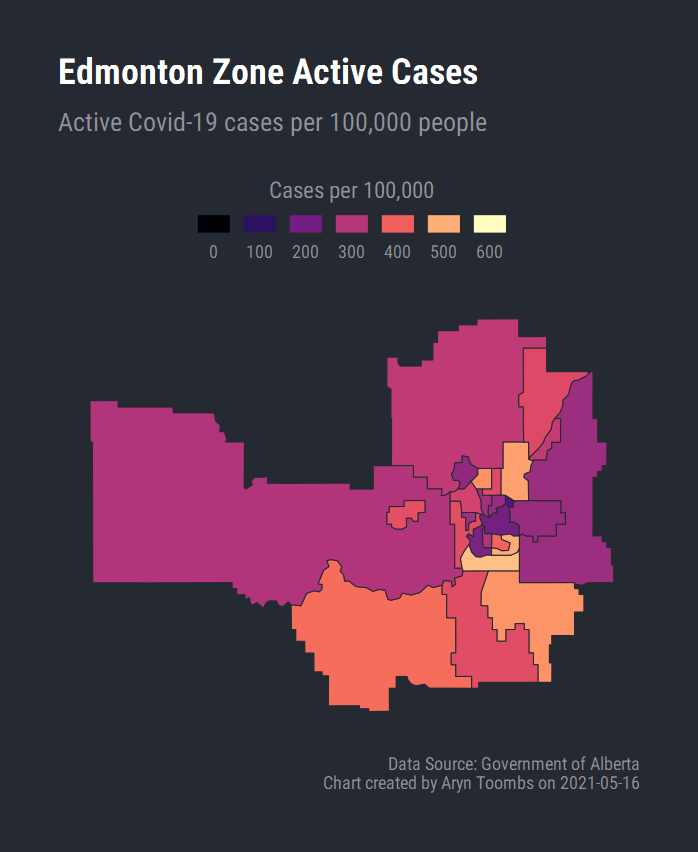 Edmonton Zone Active Cases
Active Covid-19 cases per 100,000 people
Cases per 100,000
0 100 200 300 400 500 600
Data Source: Government of Alberta
Chart created by Aryn Toombs on 2021-05-16